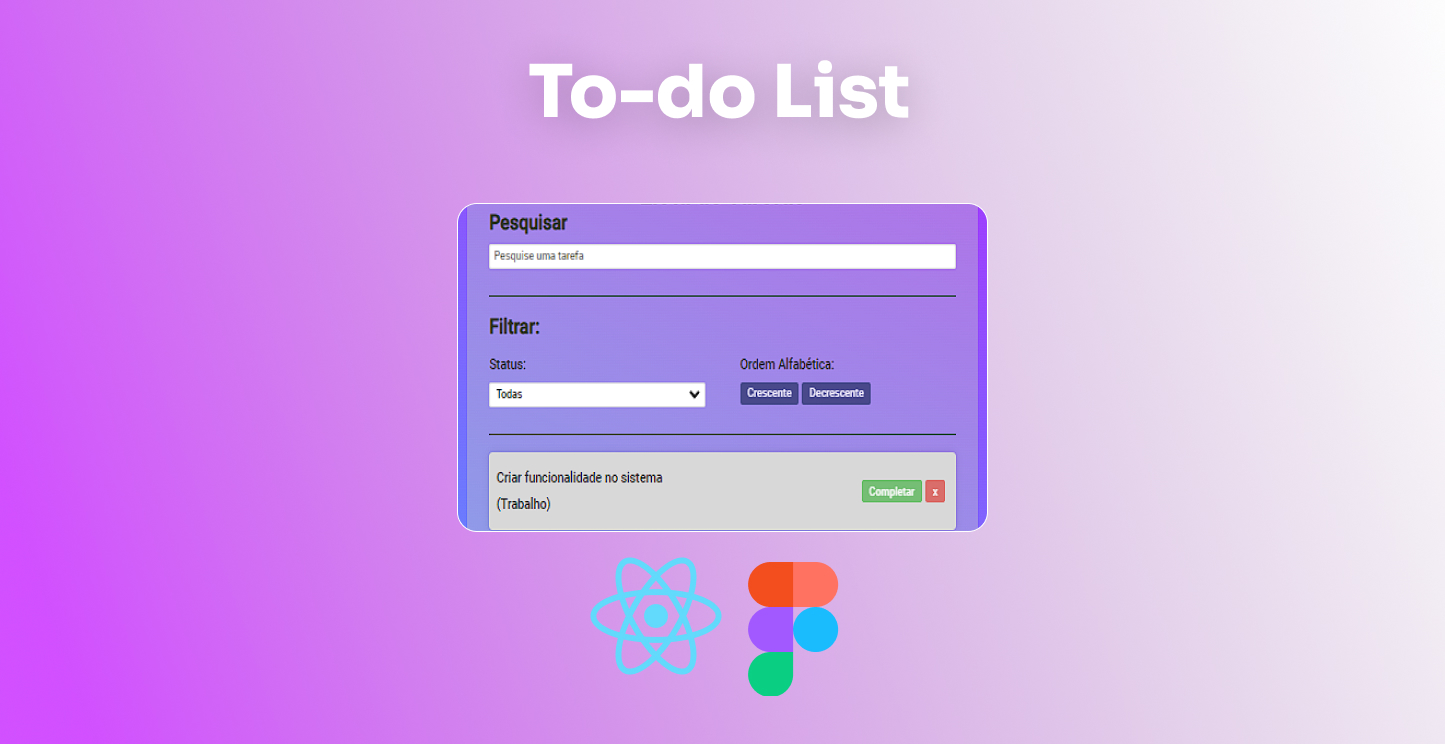 To-do List
Pesquisar
Pesquise uma tarefa
Filtrar:
Status:
Ordem Alfabética:
Todas
Crescente Decrescente
Criar funcionalidade no sistema
(Trabalho)
Completar x